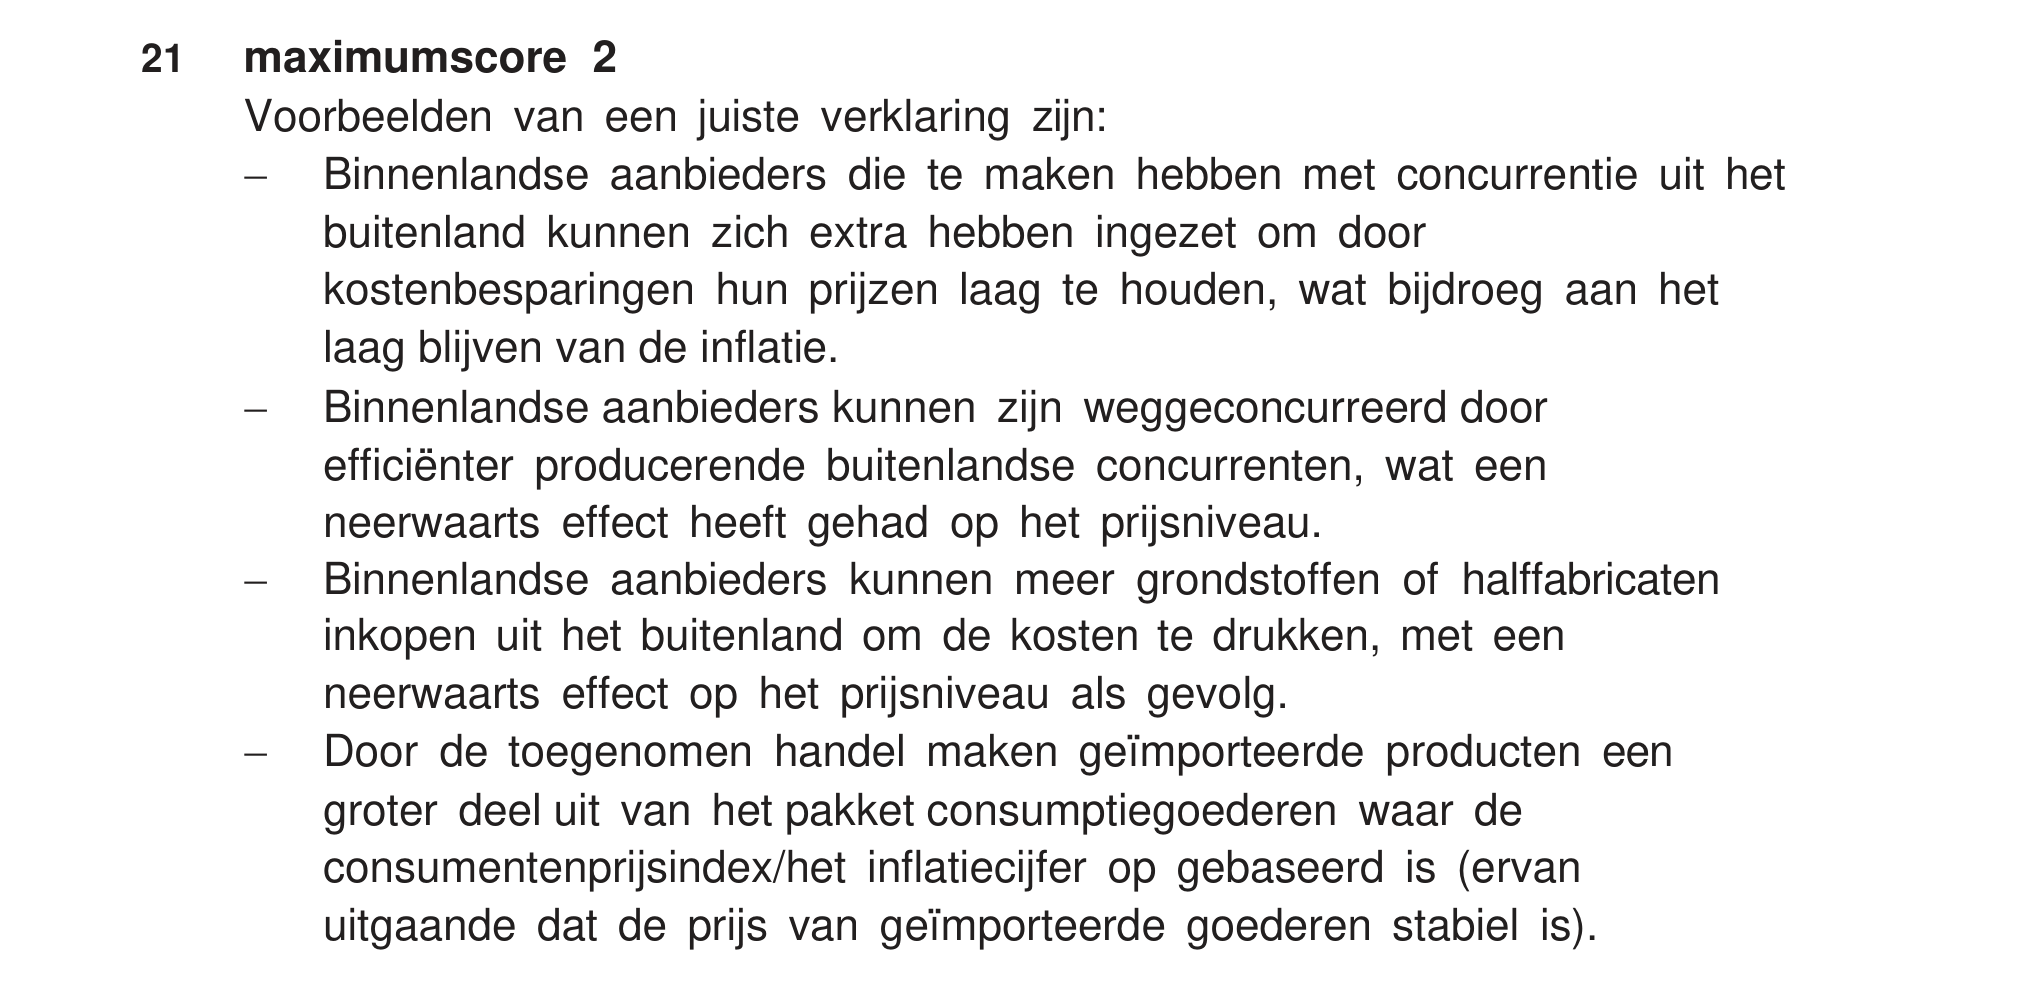 21 maximumscore 2
Voorbeelden van een juiste verklaring zijn:
– Binnenlandse aanbieders die te maken hebben met concurrentie uit het
buitenland kunnen zich extra hebben ingezet om door
kostenbesparingen hun prijzen laag te houden, wat bijdroeg aan het
laag blijven van de inflatie.
– Binnenlandse aanbieders kunnen zijn weggeconcurreerd door
efficiënter producerende buitenlandse concurrenten, wat een
neerwaarts effect heeft gehad op het prijsniveau.
– Binnenlandse aanbieders kunnen meer grondstoffen of halffabricaten
inkopen uit het buitenland om de kosten te drukken, met een
neerwaarts effect op het prijsniveau als gevolg.
– Door de toegenomen handel maken geïmporteerde producten een
groter deel uit van het pakket consumptiegoederen waar de
consumentenprijsindex/het inflatiecijfer op gebaseerd is (ervan
uitgaande dat de prijs van geïmporteerde goederen stabiel is).